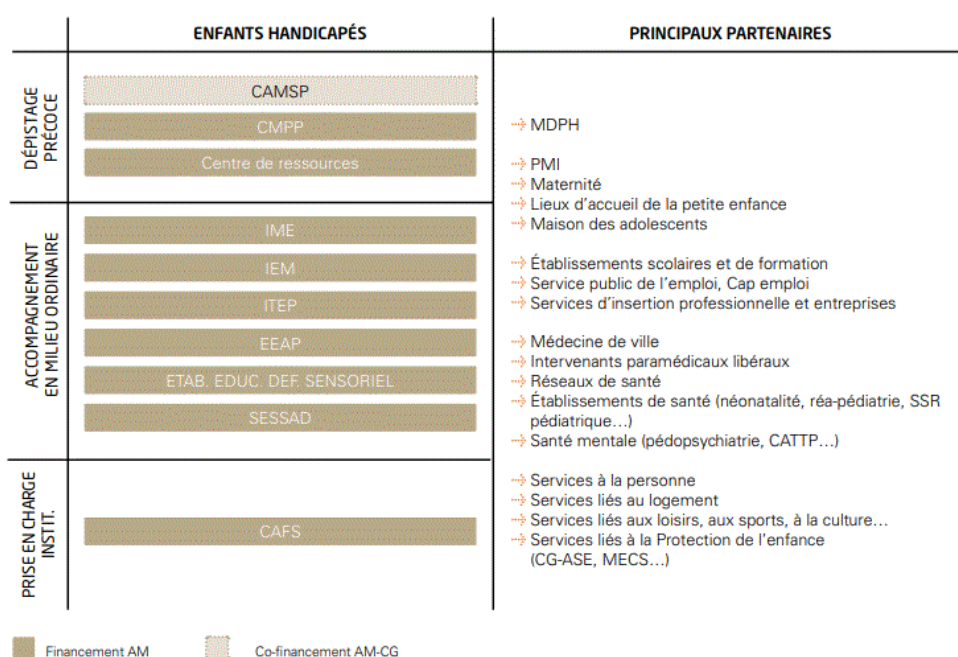 ENFANTS HANDICAPÉS
PRINCIPAUX PARTENAIRES
DÉPISTAGE
PRÉCOCE
CAMSP
CMPP
Centre de ressources
ACCOMPAGNEMENT
EN MILIEU ORDINAIRE
IME
IEM
ITEP
EEAP
ETAB. EDUC. DEF. SENSORIEL
SESSAD
PRISE EN CHARGE
INSTIT.
CAFS
MDPH
PMI
Maternité
Lieux d'accueil de la petite enfance
Maison des adolescents
Établissements scolaires et de formation
Service public de l'emploi, Cap emploi
Services d'insertion professionnelle et entreprises
Médecine de ville
Intervenants paramédicaux libéraux
Réseaux de santé
Établissements de santé (néonatalité, réa-pédiatrie, SSR
pédiatrique…)
Santé mentale (pédopsychiatrie, CATTP…)
Services à la personne
Services liés au logement
Services liés aux loisirs, aux sports, à la culture…
Services liés à la Protection de l'enfance
(CG-ASE, MECS…)
Financement AM
Co-financement AM-CG